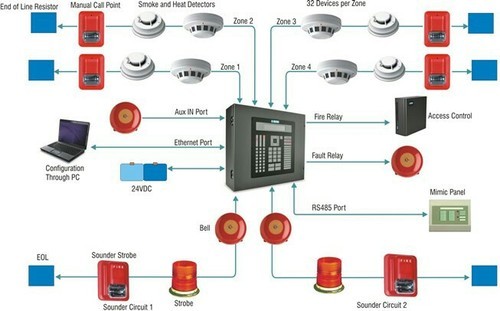 End of Line Resistor
Manual Call Point
Smoke and Heat Detectors
32 Devices per Zone
Zone 2
Zone 3
Zone 1
Zone 4
Aux IN Port
Fire Relay
Access Control
Ethernet Port
Fault Relay
Configuration
Through PC
24VDC
Mimic Panel
RS485 Port
Bell
EOL
Sounder Strobe
FIRE
Sounder Circuit 1
Strobe
Sounder Circuit 2